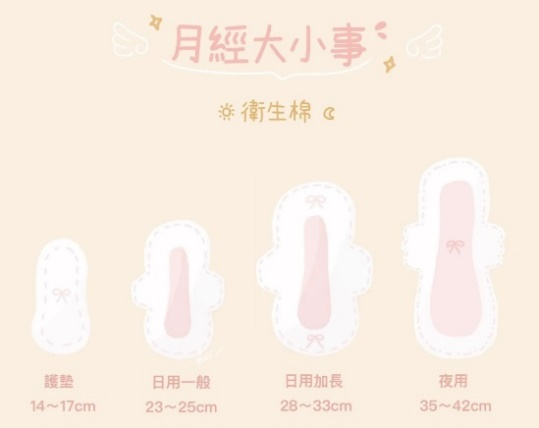 月經大小事
衛生棉
護墊
14～17cm
日用一般
23～25cm
日用加長
28～33cm
夜用
35～42cm